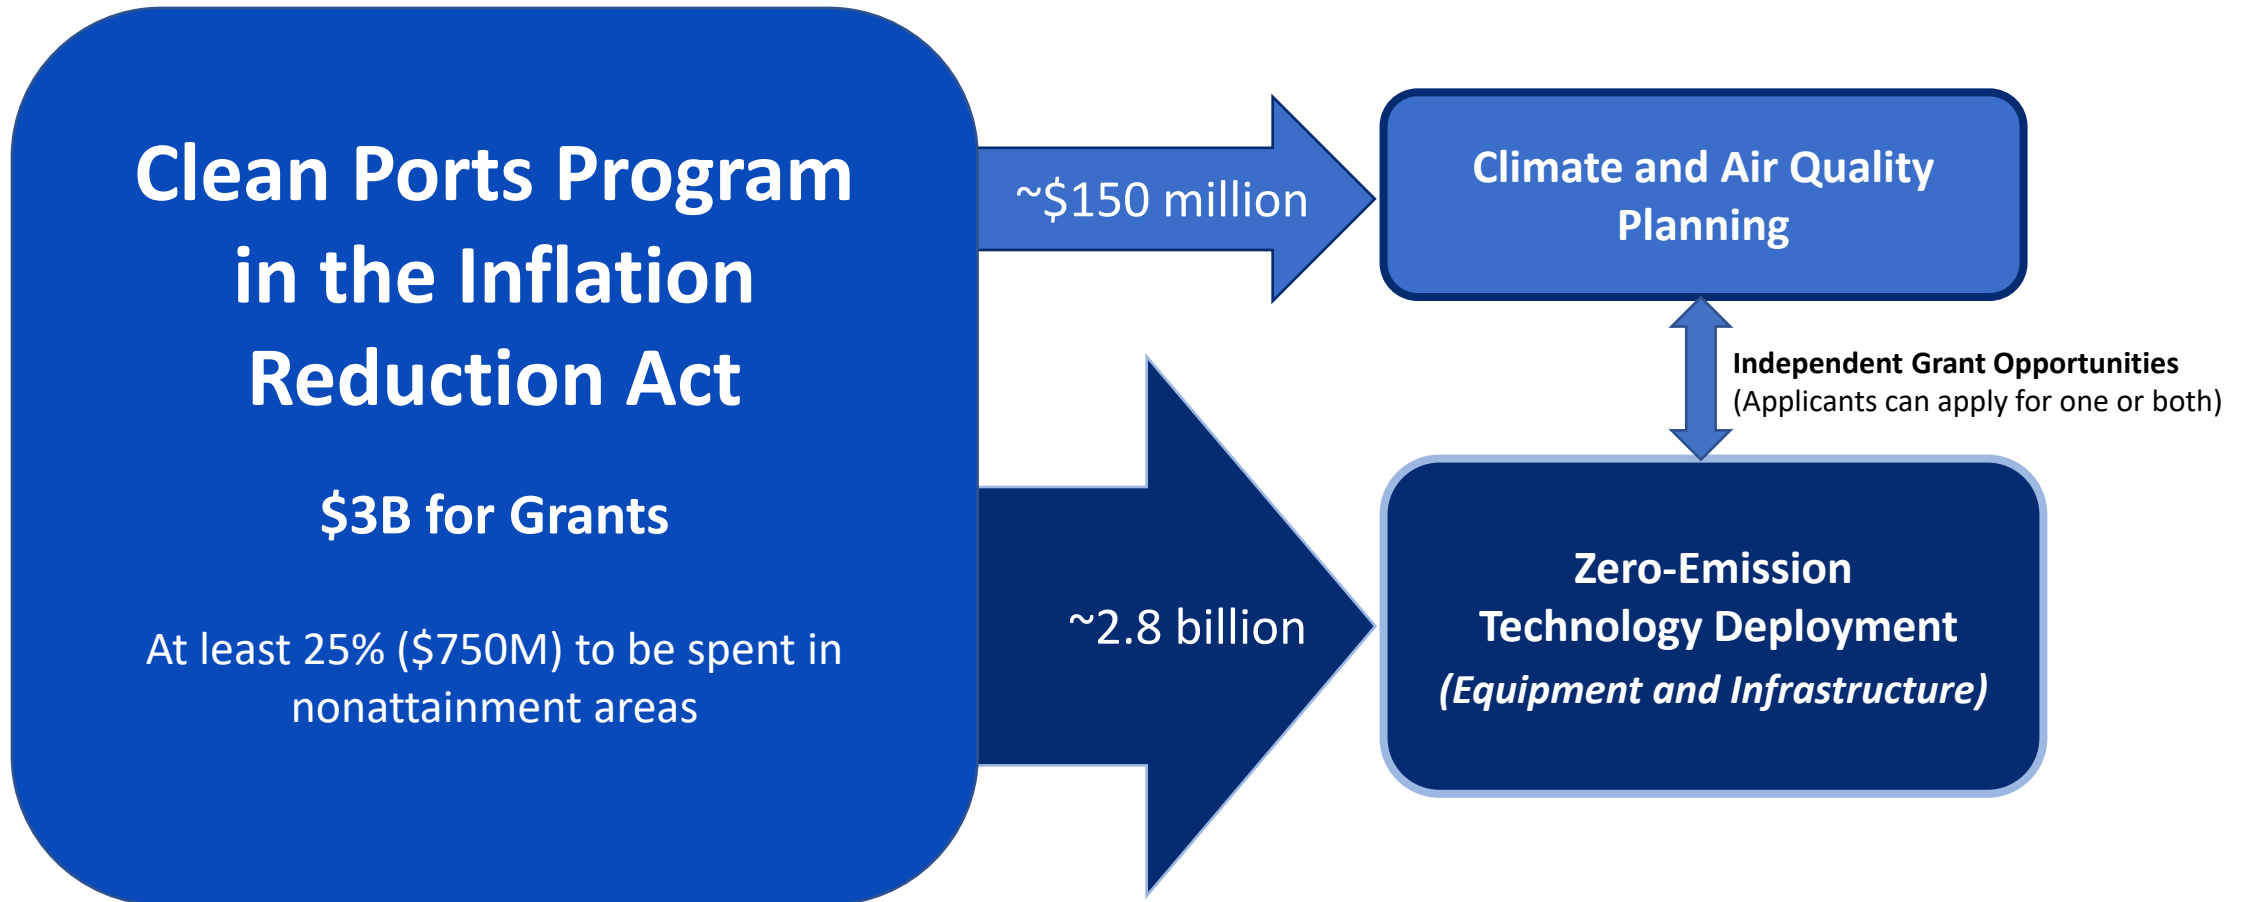 Clean Ports Program
in the Inflation
Reduction Act
$3B for Grants
At least 25% ($750M) to be spent in
nonattainment areas
~$150 million
Climate and Air Quality
Planning
Independent Grant Opportunities
(Applicants can apply for one or both)
~2.8 billion
Zero-Emission
Technology Deployment
(Equipment and Infrastructure)